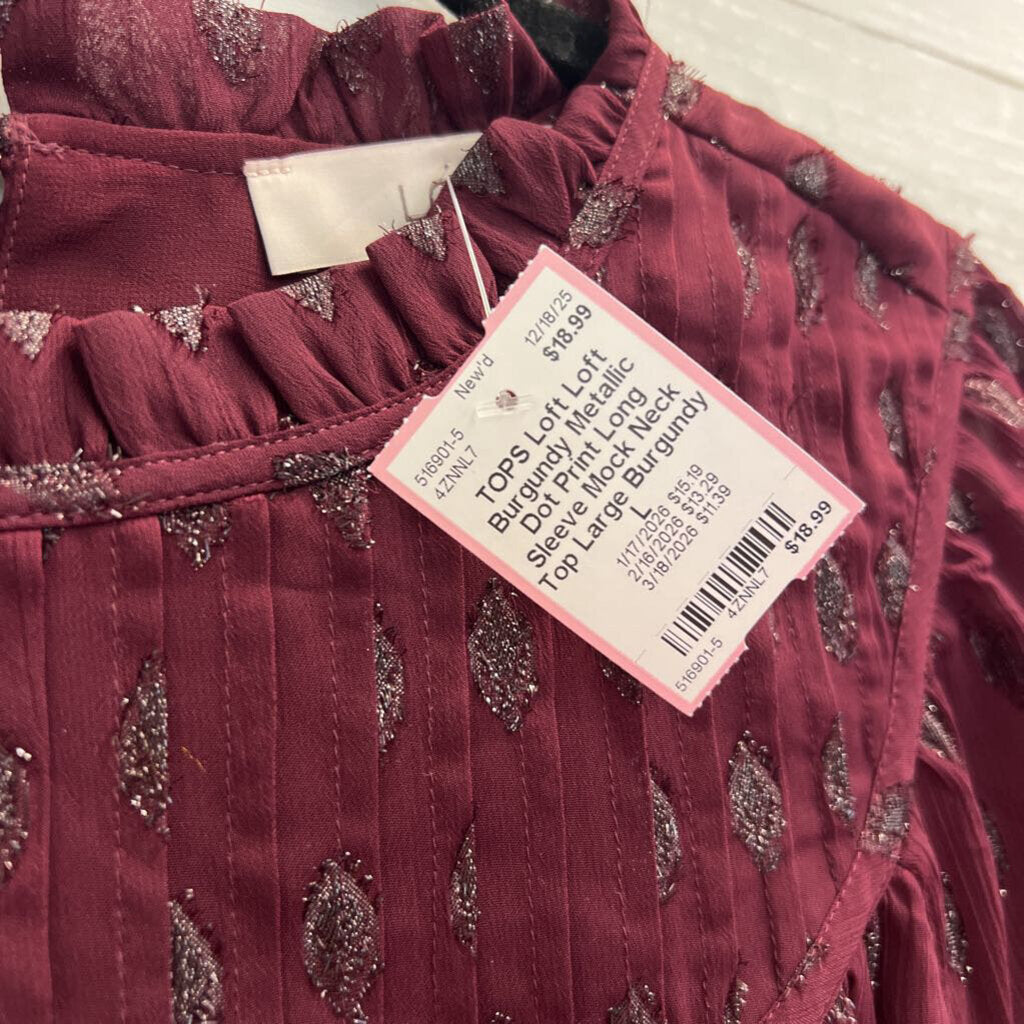 New'd 12/18/25
$18.99
516901-5
4ZNNL7
TOPS Loft Loft
Burgundy Metallic
Dot Print Long
Sleeve Mock Neck
Top Large Burgundy
L
1/17/2026 $15.19
2/16/2026 $13.29
3/18/2026 $11.39
516901-5 4ZNNL7 $18.99